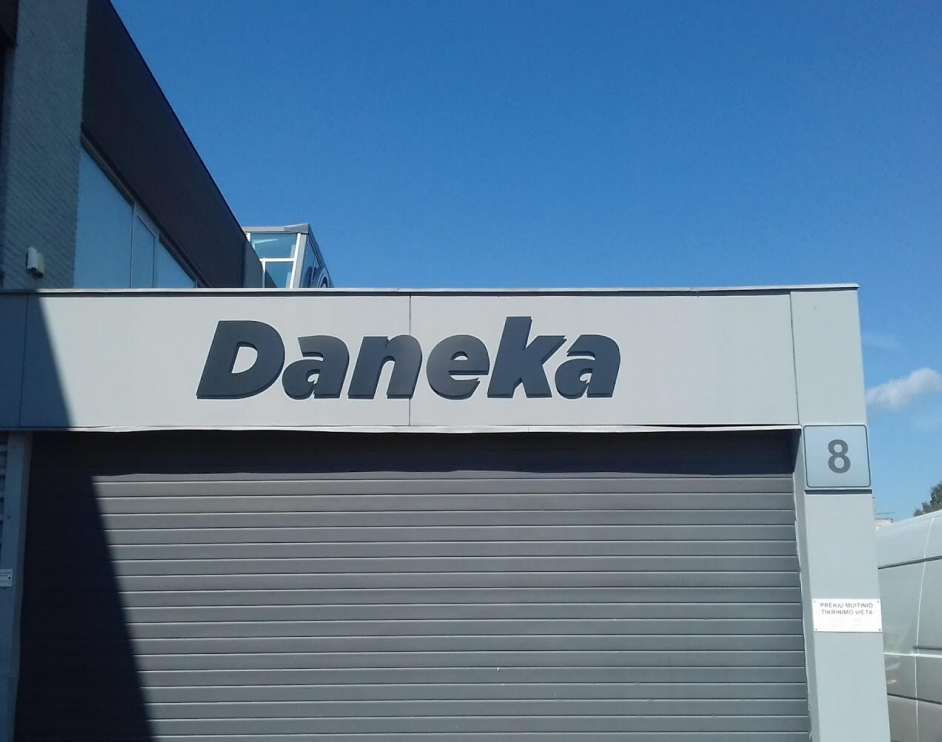 Daneka
8
PREKIŲ MUITINIO
TIKRINIMO VIETA